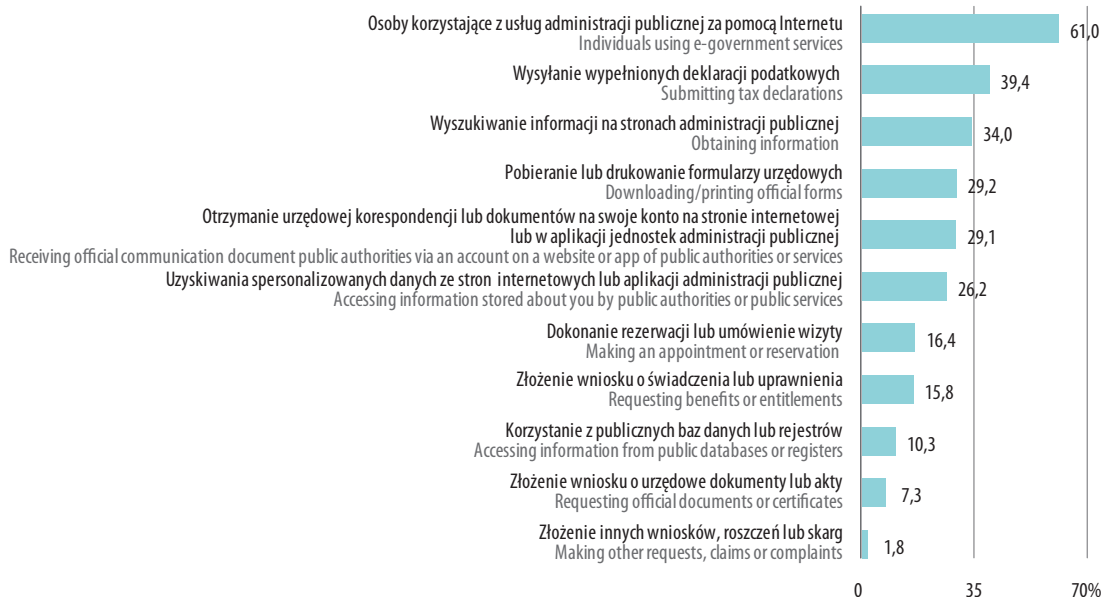 Osoby korzystające z usług administracji publicznej za pomocą Internetu
Individuals using e-government services
61,0
Wysyłanie wypełnionych deklaracji podatkowych
Submitting tax declarations
39,4
Wyszukiwanie informacji na stronach administracji publicznej
Obtaining information
34,0
Pobieranie lub drukowanie formularzy urzędowych
Downloading/printing official forms
29,2
Otrzymanie urzędowej korespondencji lub dokumentów na swoje konto na stronie internetowej
lub w aplikacji jednostek administracji publicznej
Receiving official communication document public authorities via an account on a website or app of public authorities or services
29,1
Uzyskiwania spersonalizowanych danych ze stron internetowych lub aplikacji administracji publicznej
Accessing information stored about you by public authorities or public services
26,2
Dokonanie rezerwacji lub umówienie wizyty
Making an appointment or reservation
16,4
Złożenie wniosku o świadczenia lub uprawnienia
Requesting benefits or entitlements
15,8
Korzystanie z publicznych baz danych lub rejestrów
Accessing information from public databases or registers
10,3
Złożenie wniosku o urzędowe dokumenty lub akty
Requesting official documents or certificates
7,3
Złożenie innych wniosków, roszczeń lub skarg
Making other requests, claims or complaints
1,8
0 35 70%